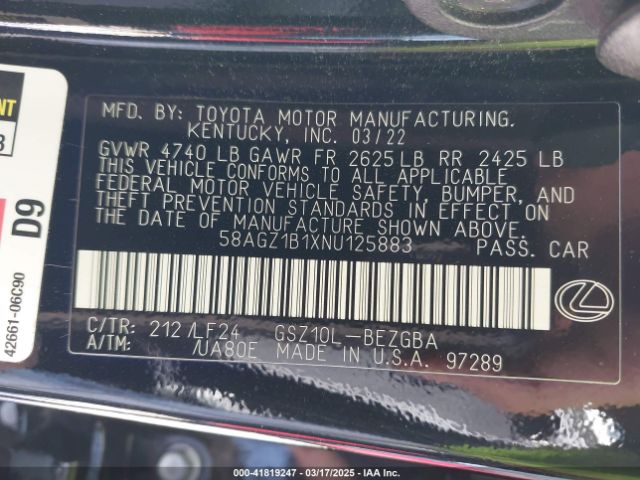 MFD. BY: TOYOTA MOTOR MANUFACTURING.
KENTUCKY, INC. 03/22
GVWR 4740 LB GAWR FR 2625 LB RR 2425 LB
THIS VEHICLE CONFORMS TO ALL APPLICABLE
FEDERAL MOTOR VEHICLE SAFETY, BUMPER, AND
THEFT PREVENTION STANDARDS IN EFFECT ON
THE DATE OF MANUFACTURE SHOWN ABOVE.
58AGZ1B1XNU125883 PASS. CAR
C/TR: 212/LF24 GSZ10L-BEZGBA
A/TM: /UA80E MADE IN U.S.A. 97289
D9
42661-06C90
000-41819247 - 03/17/2025 - IAA Inc.